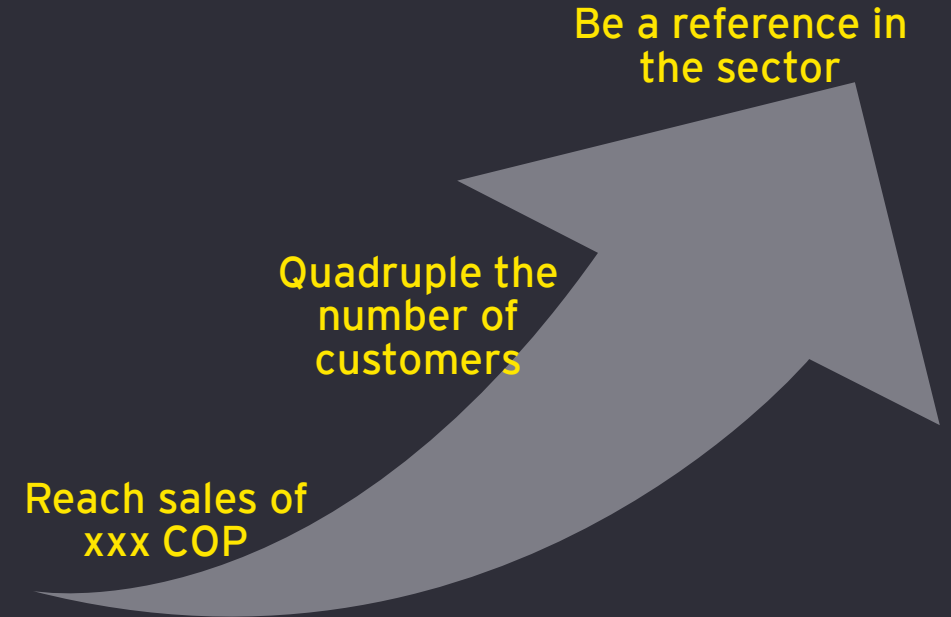 Be a reference in
the sector
Quadruple the
number of
customers
Reach sales of
xxx COP